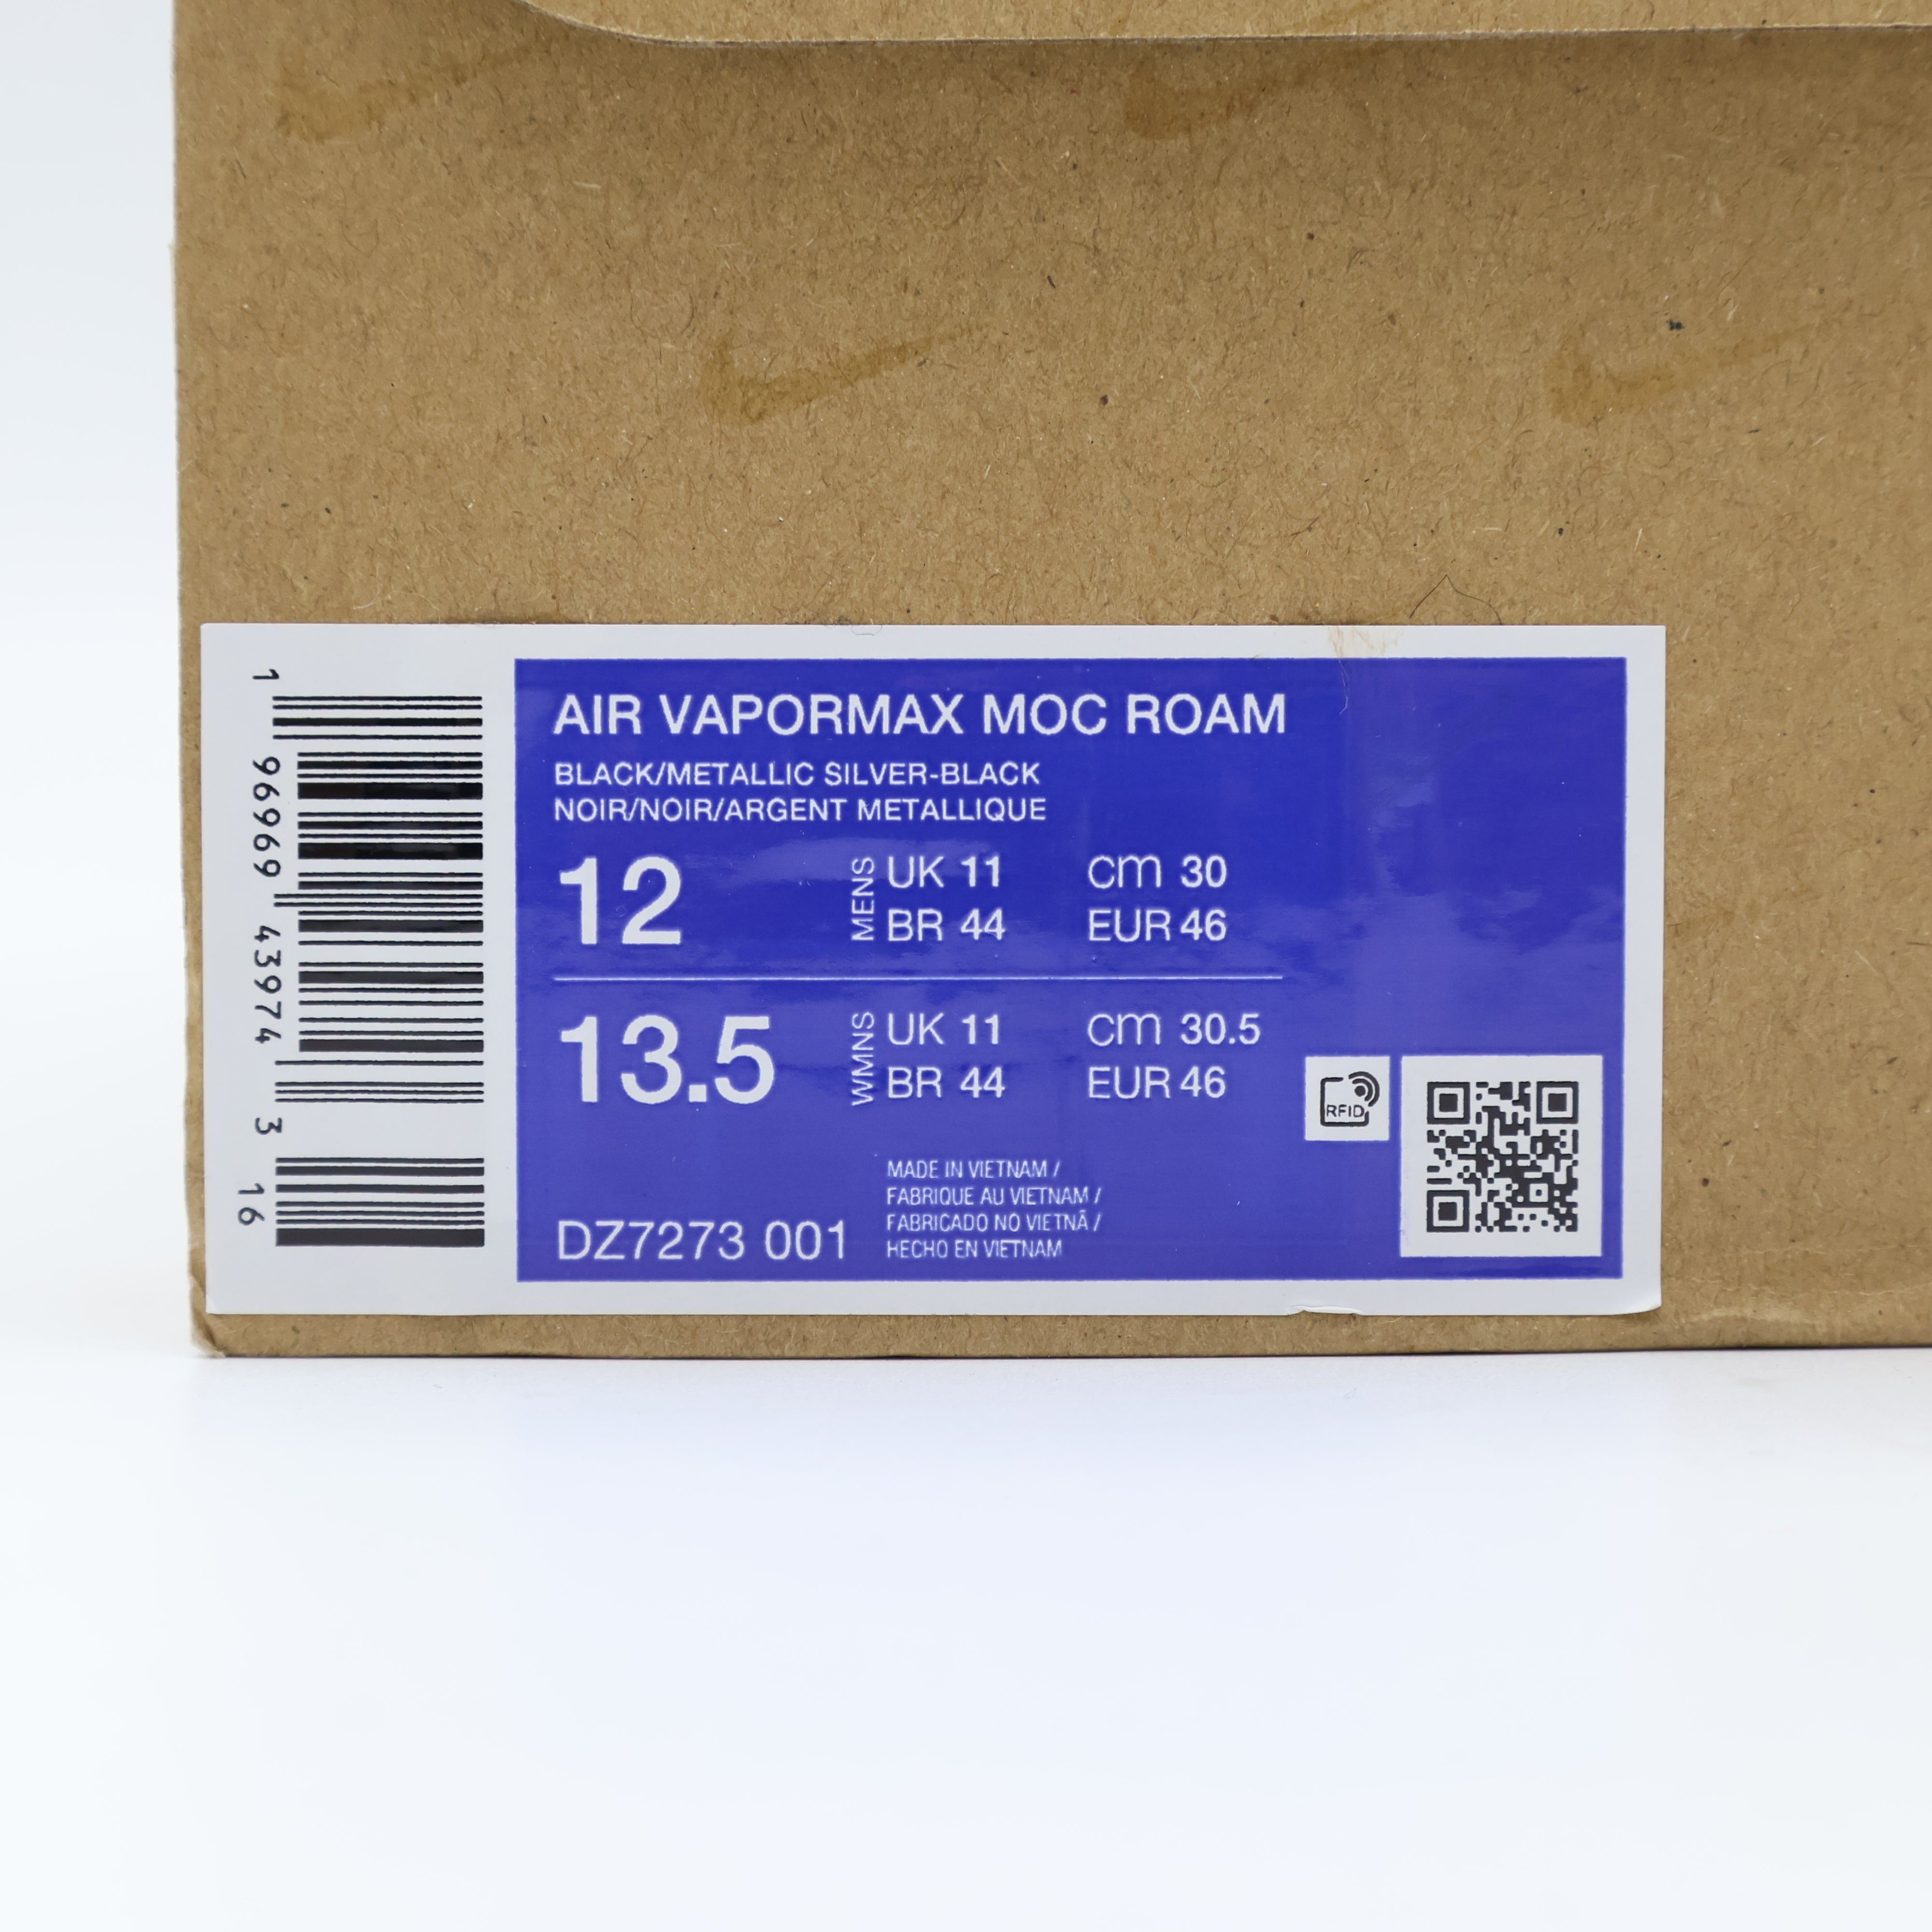 1 96969 43974 3 16
AIR VAPORMAX MOC ROAM
BLACK/METALLIC SILVER-BLACK
NOIR/NOIR/ARGENT METALLIQUE
12 MENS UK 11 cm 30
BR 44 EUR 46
13.5 WMNS UK 11 cm 30.5
BR 44 EUR 46
RFID
MADE IN VIETNAM /
FABRIQUE AU VIETNAM /
FABRICADO NO VIETNÃ /
HECHO EN VIETNAM
DZ7273 001